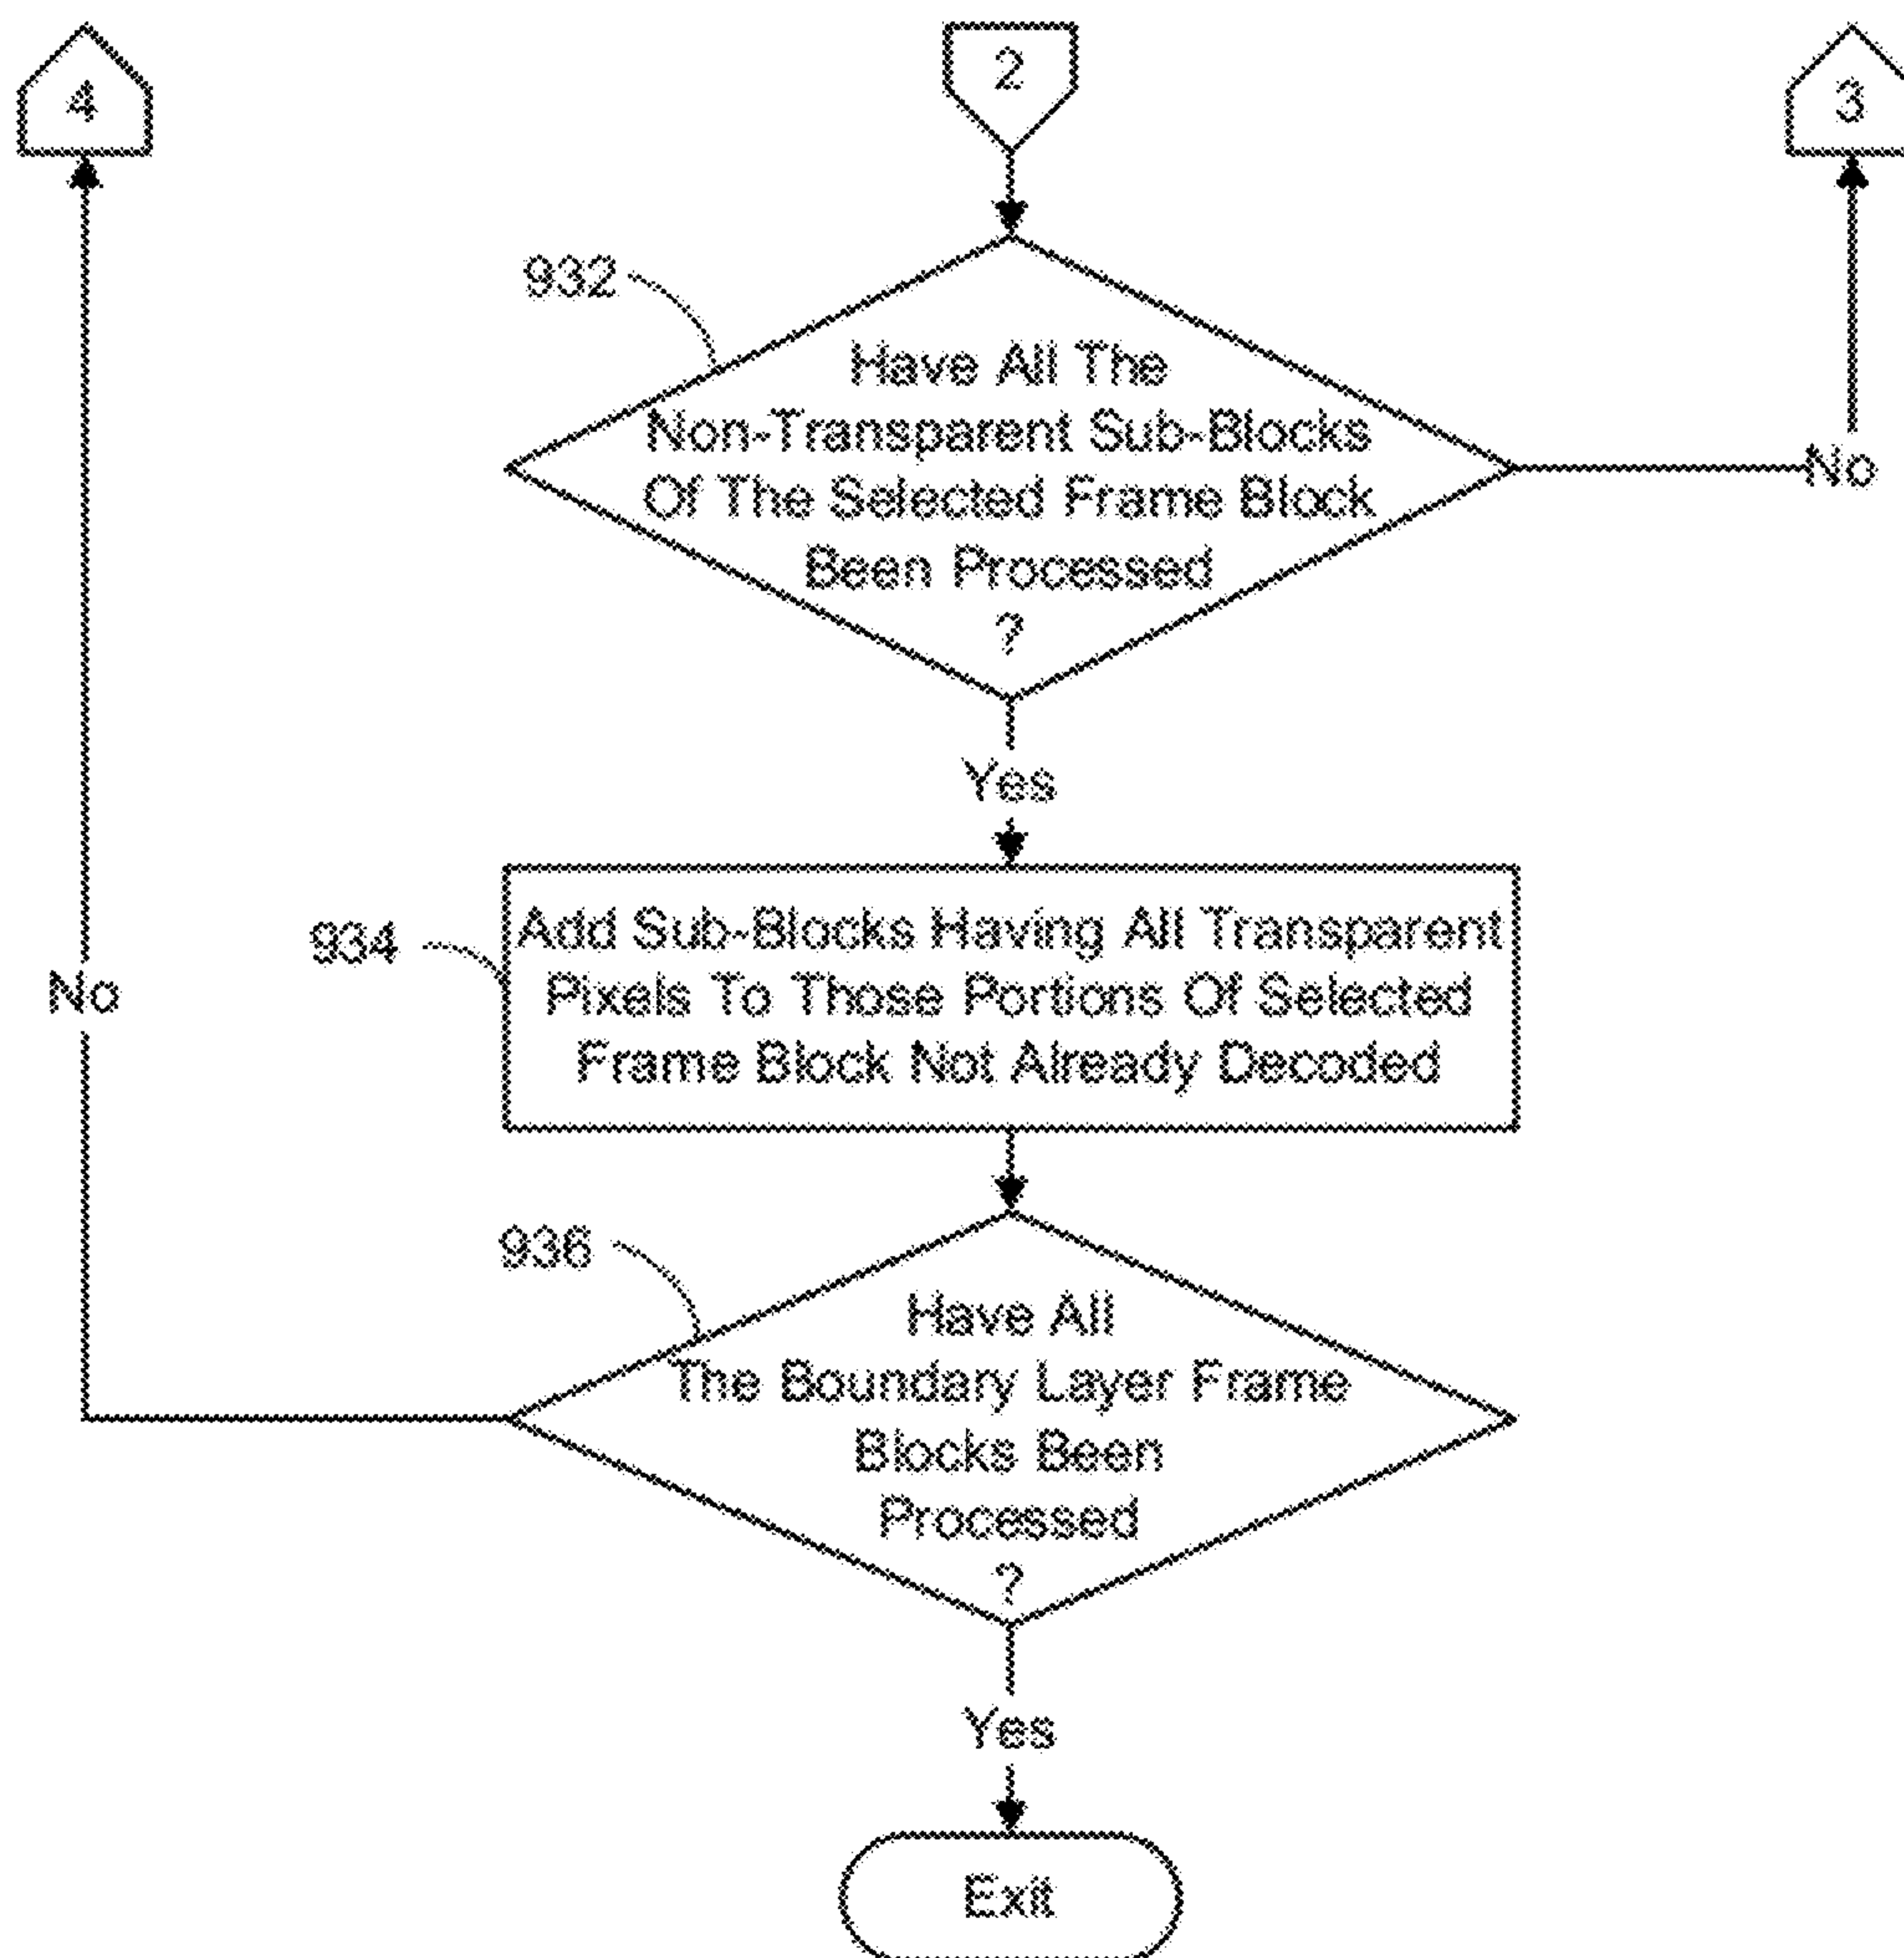 4
2
3
932
Have All The
Non-Transparent Sub-Blocks
Of The Selected Frame Block
Been Processed
?
No
Yes
934
Add Sub-Blocks Having All Transparent
Pixels To Those Portions Of Selected
Frame Block Not Already Decoded
No
936
Have All
The Boundary Layer Frame
Blocks Been
Processed
?
Yes
Exit